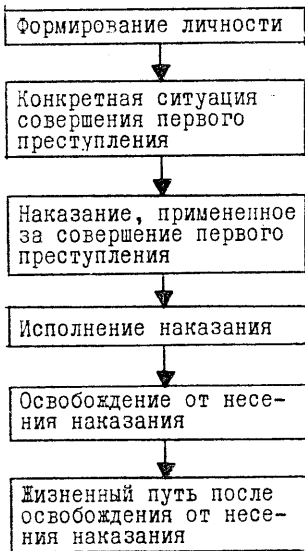 Формирование личности
Конкретная ситуация
совершения первого
преступления
Наказание, примененное
за совершение первого
преступления
Исполнение наказания
Освобождение от несе-
ния наказания
Жизненный путь после
освобождения от несе-
ния наказания